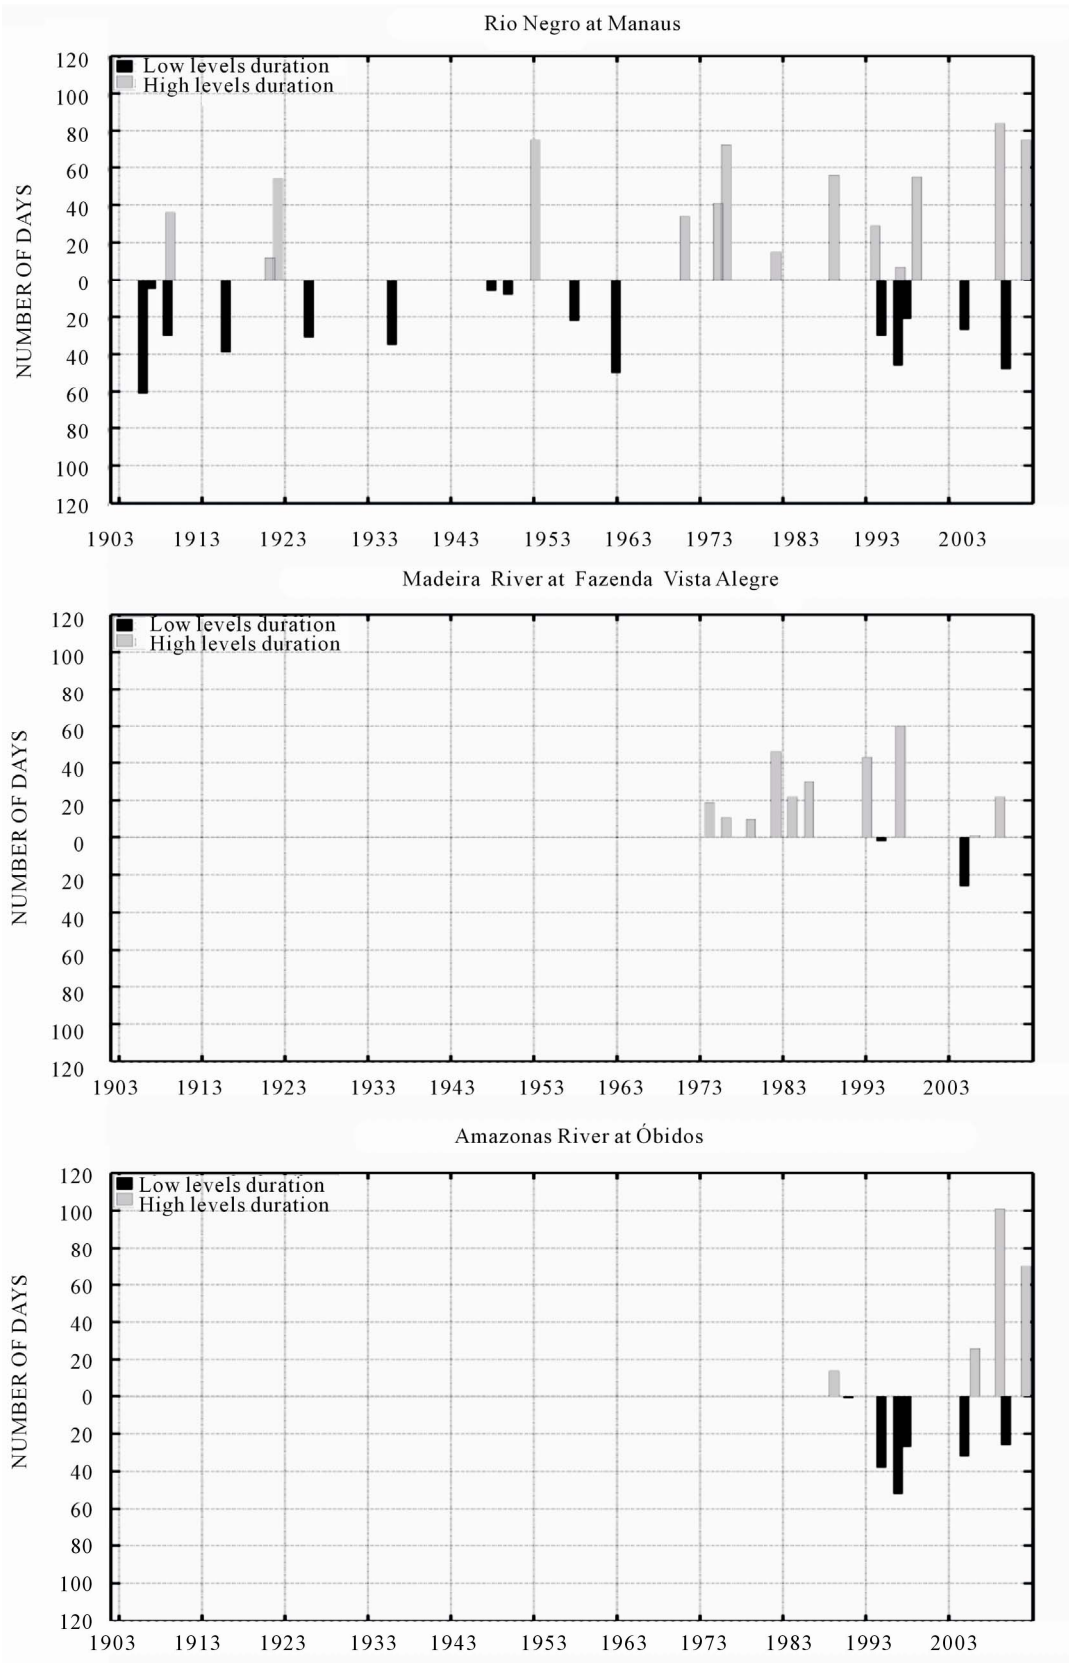 Rio Negro at Manaus
120
100
80
60
40
20
0
20
40
60
80
100
120
NUMBER OF DAYS
Low levels duration
High levels duration
1903 1913 1923 1933 1943 1953 1963 1973 1983 1993 2003
Madeira River at Fazenda Vista Alegre
120
100
80
60
40
20
0
20
40
60
80
100
120
NUMBER OF DAYS
Low levels duration
High levels duration
1903 1913 1923 1933 1943 1953 1963 1973 1983 1993 2003
Amazonas River at Óbidos
120
100
80
60
40
20
0
20
40
60
80
100
120
NUMBER OF DAYS
Low levels duration
High levels duration
1903 1913 1923 1933 1943 1953 1963 1973 1983 1993 2003